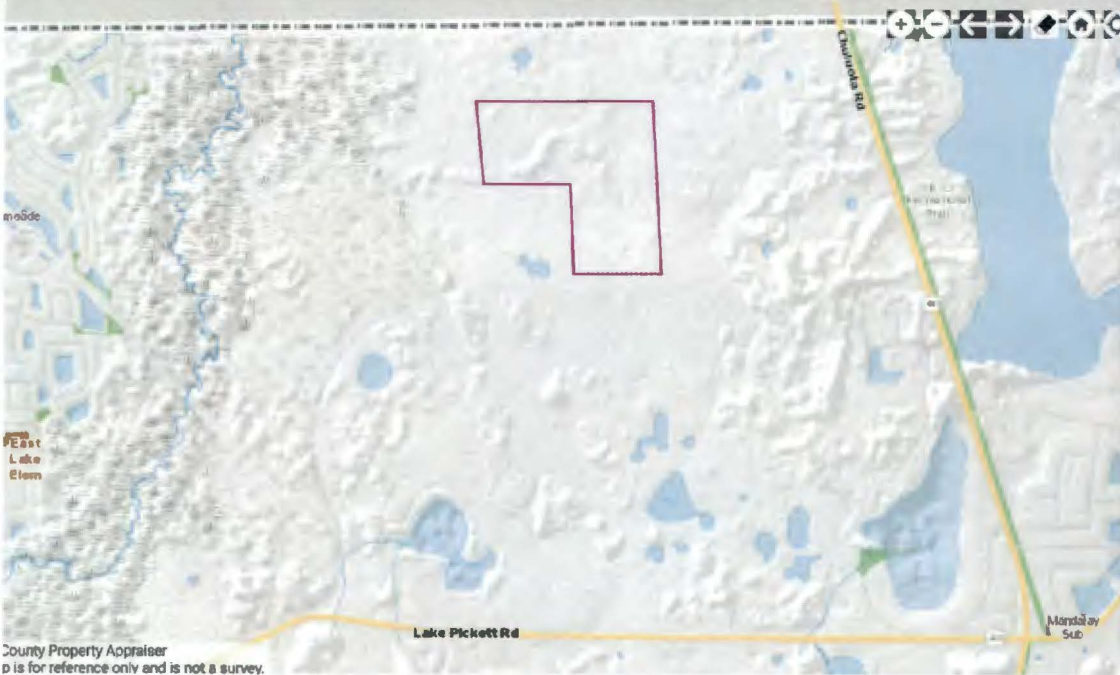 Chuluota Rd
meade
East
Lake
Elem
Lake Pickett Rd
Mandalay
Sub
County Property Appraiser
p is for reference only and is not a survey.